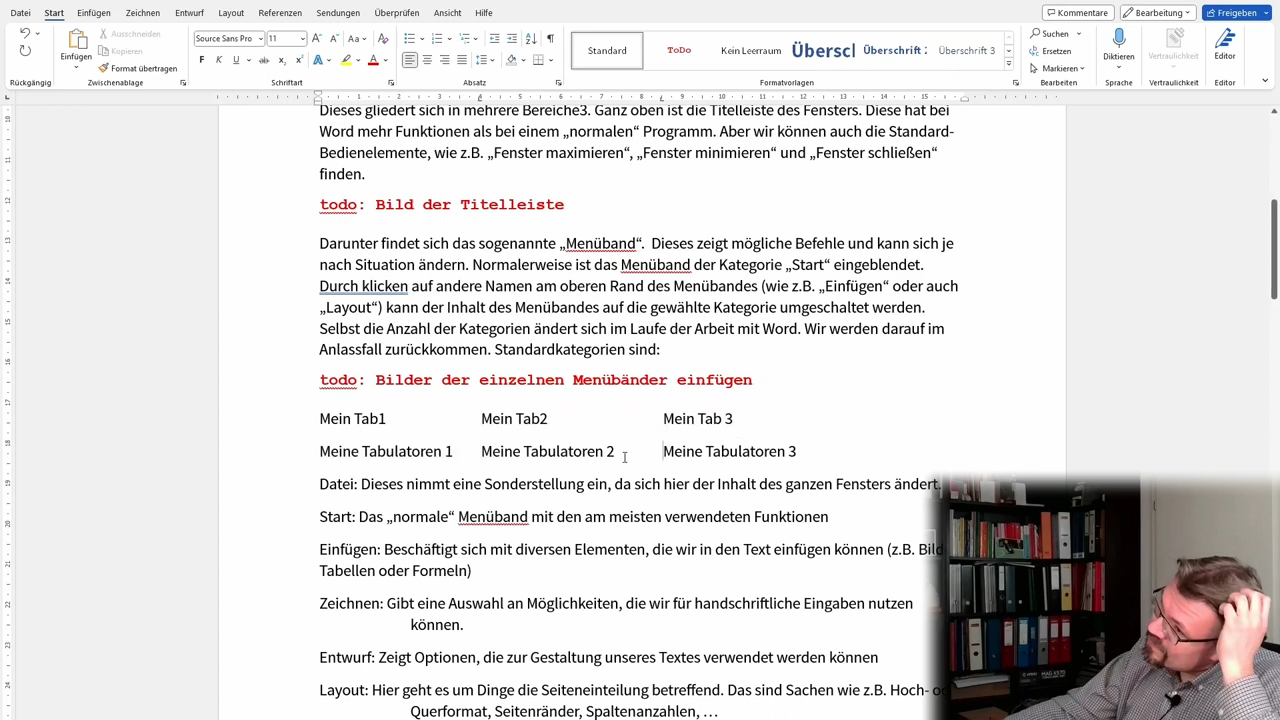 Datei Start Einfügen Zeichnen Entwurf Layout Referenzen Sendungen Überprüfen Ansicht Hilfe Kommentare Bearbeitung Freigeben
Einfügen Ausschneiden Kopieren Format übertragen
Source Sans Pro 11
Standard ToDo Kein Leerraum Überscl Überschrift 2 Überschrift 3
Suchen Ersetzen Markieren
Diktieren Vertraulichkeit Editor
Rückgängig Zwischenablage Schriftart Absatz Formatvorlagen Bearbeiten Sprache Vertraulichkeit Editor
Dieses gliedert sich in mehrere Bereiche3. Ganz oben ist die Titelleiste des Fensters. Diese hat bei
Word mehr Funktionen als bei einem „normalen“ Programm. Aber wir können auch die Standard-
Bedienelemente, wie z.B. „Fenster maximieren“, „Fenster minimieren“ und „Fenster schließen“
finden.
todo: Bild der Titelleiste
Darunter findet sich das sogenannte „Menüband“. Dieses zeigt mögliche Befehle und kann sich je
nach Situation ändern. Normalerweise ist das Menüband der Kategorie „Start“ eingeblendet.
Durch klicken auf andere Namen am oberen Rand des Menübandes (wie z.B. „Einfügen“ oder auch
„Layout“) kann der Inhalt des Menübandes auf die gewählte Kategorie umgeschaltet werden.
Selbst die Anzahl der Kategorien ändert sich im Laufe der Arbeit mit Word. Wir werden darauf im
Anlassfall zurückkommen. Standardkategorien sind:
todo: Bilder der einzelnen Menübänder einfügen
Mein Tab1 Mein Tab2 Mein Tab 3
Meine Tabulatoren 1 Meine Tabulatoren 2 Meine Tabulatoren 3
Datei: Dieses nimmt eine Sonderstellung ein, da sich hier der Inhalt des ganzen Fensters ändert.
Start: Das „normale“ Menüband mit den am meisten verwendeten Funktionen
Einfügen: Beschäftigt sich mit diversen Elementen, die wir in den Text einfügen können (z.B. Bild
Tabellen oder Formeln)
Zeichnen: Gibt eine Auswahl an Möglichkeiten, die wir für handschriftliche Eingaben nutzen
können.
Entwurf: Zeigt Optionen, die zur Gestaltung unseres Textes verwendet werden können
Layout: Hier geht es um Dinge die Seiteneinteilung betreffend. Das sind Sachen wie z.B. Hoch-
Querformat, Seitenränder, Spaltenanzahlen, …